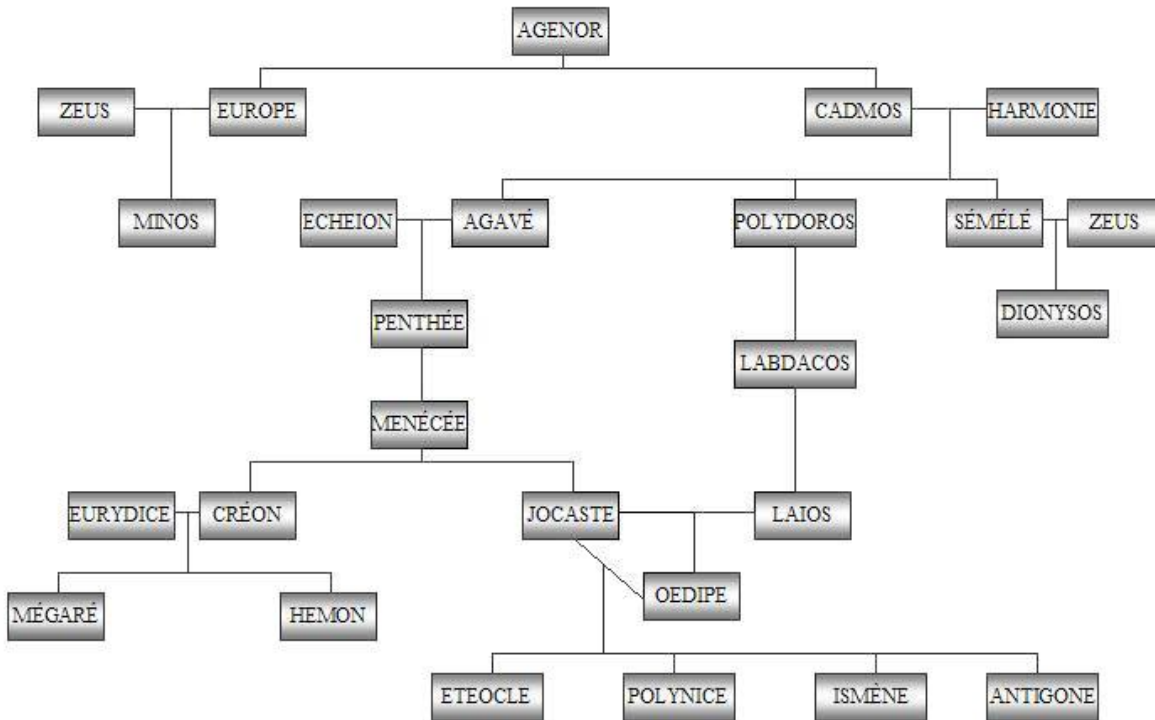 AGENOR
ZEUS
EUROPE
CADMOS
HARMONIE
MINOS
ECHEION
AGAVÉ
POLYDOROS
SÉMÉLÉ
ZEUS
PENTHÉE
DIONYSOS
LABDACOS
MENÉCÉE
EURYDICE
CRÉON
JOCASTE
LAIOS
MÉGARÉ
HEMON
OEDIPE
ETEOCLE
POLYNICE
ISMÈNE
ANTIGONE